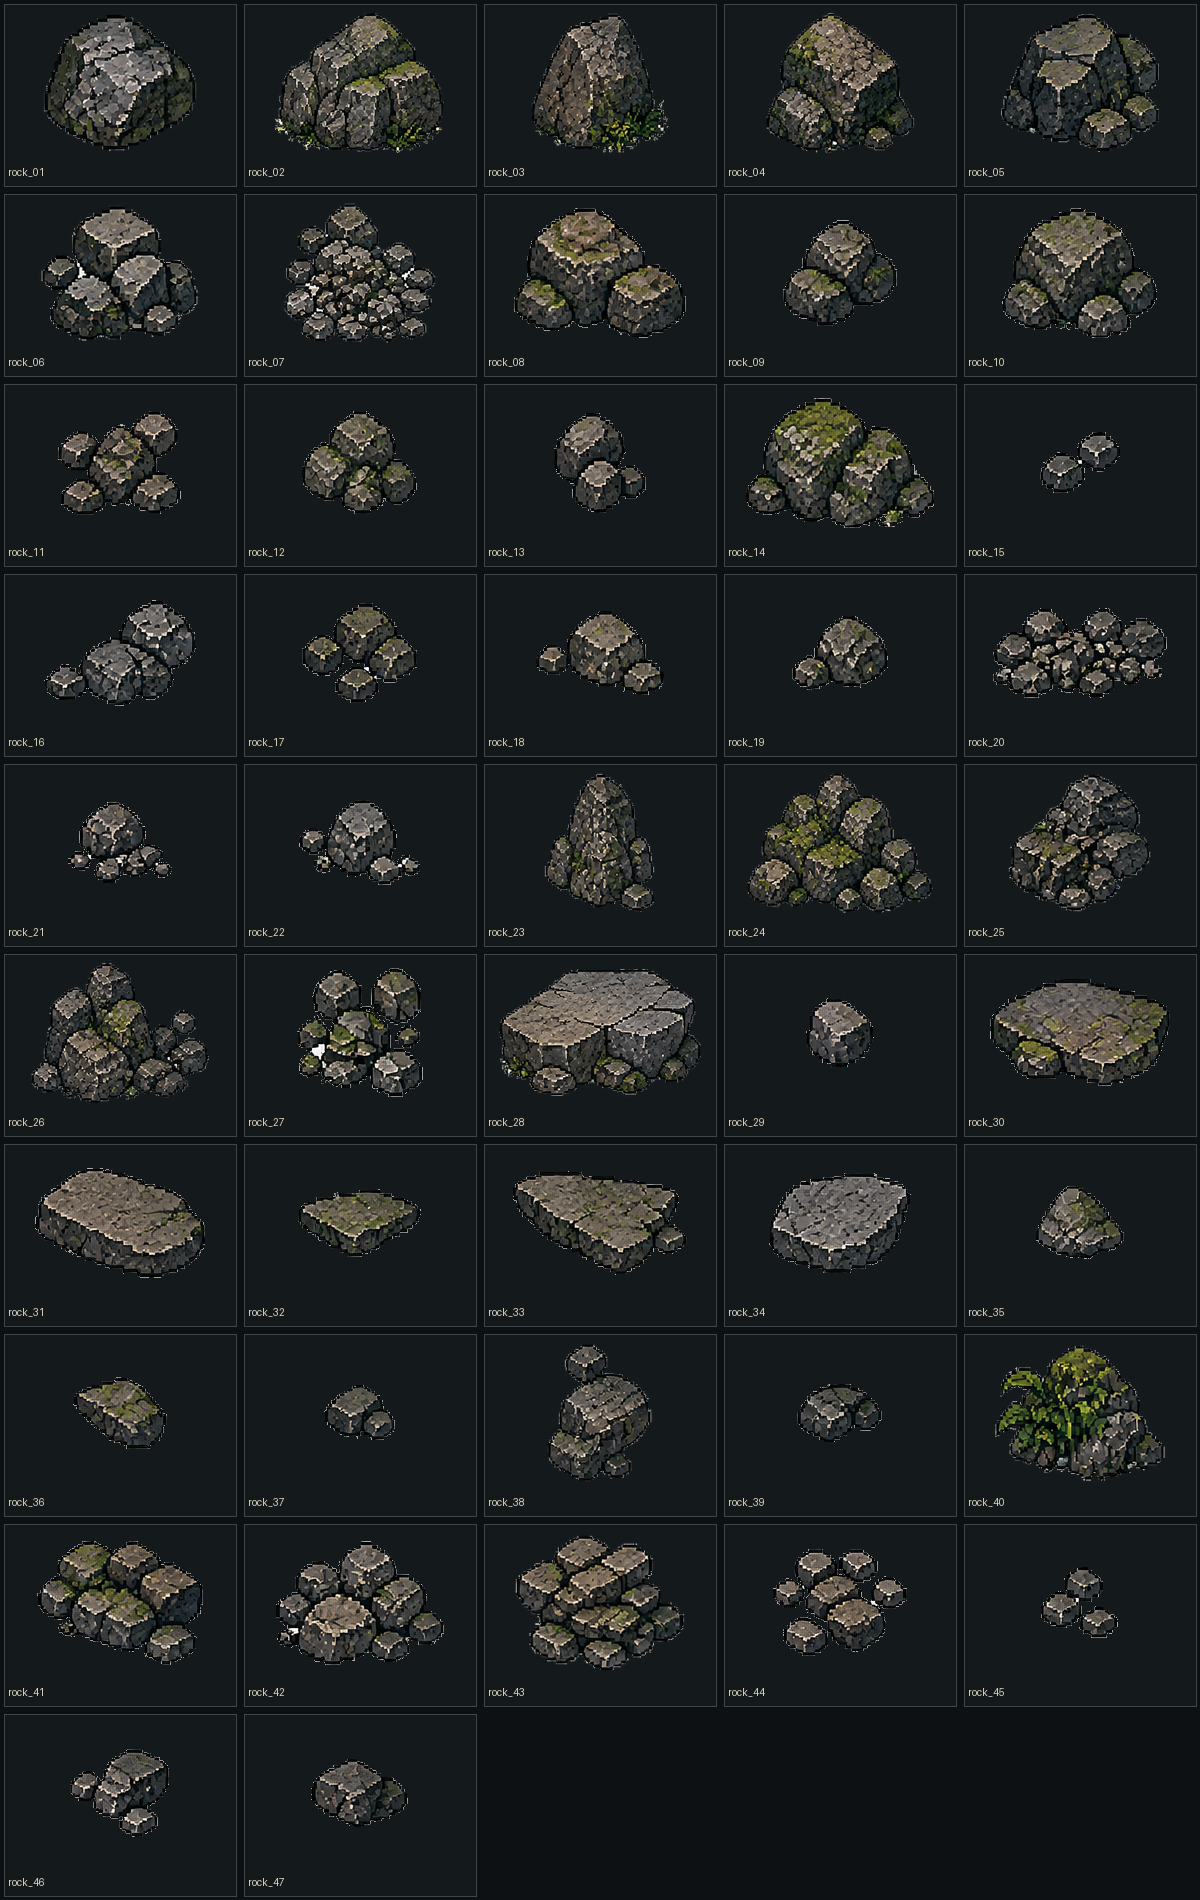 rock_01 rock_02 rock_03 rock_04 rock_05
rock_06 rock_07 rock_08 rock_09 rock_10
rock_11 rock_12 rock_13 rock_14 rock_15
rock_16 rock_17 rock_18 rock_19 rock_20
rock_21 rock_22 rock_23 rock_24 rock_25
rock_26 rock_27 rock_28 rock_29 rock_30
rock_31 rock_32 rock_33 rock_34 rock_35
rock_36 rock_37 rock_38 rock_39 rock_40
rock_41 rock_42 rock_43 rock_44 rock_45
rock_46 rock_47